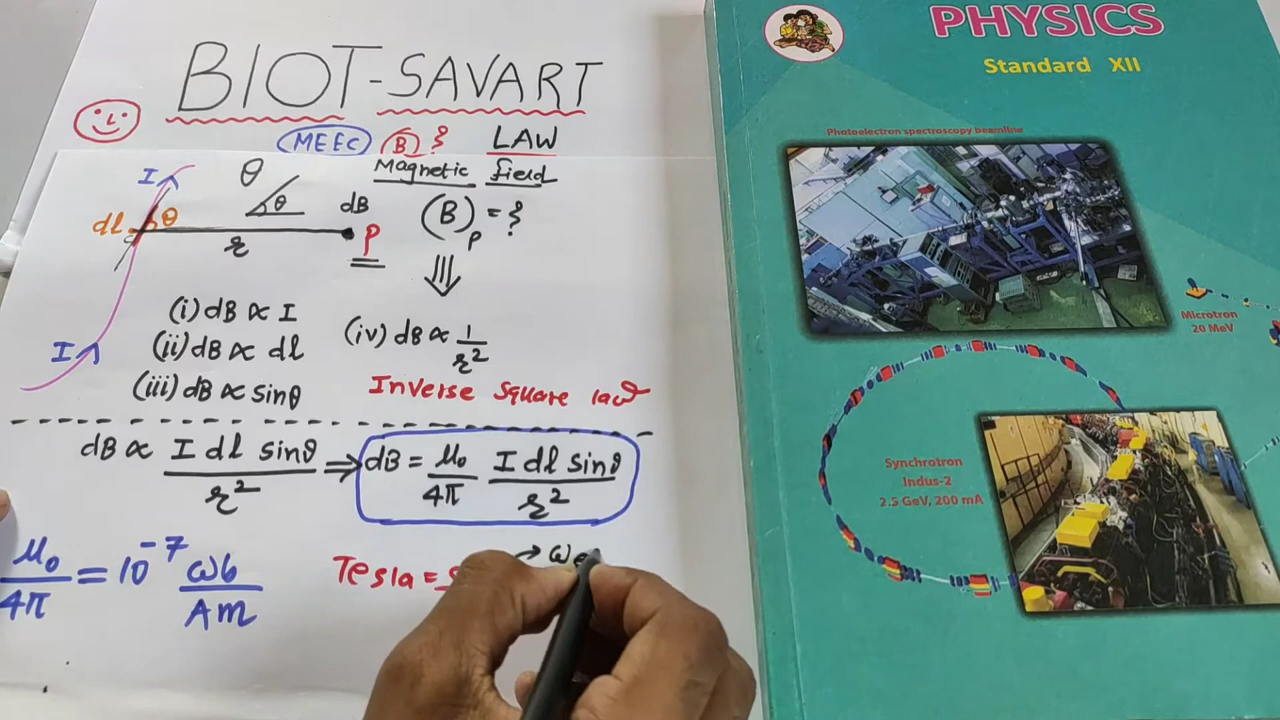 BIOT-SAVART
MEEC B ? LAW
Magnetic field
I
θ
θ
dl θ
r
dB
P
(B)p = ?
I
(i) dB ∝ I
(ii) dB ∝ dl
(iii) dB ∝ sinθ
(iv) dB ∝ 1/r²
Inverse square law
dB ∝ I dl sinθ / r² ⇒ dB = μ₀/4π I dl sinθ / r²
μ₀/4π = 10⁻⁷ wb/Am
Tesla =
→ we
PHYSICS
Standard XII
Photoelectron spectroscopy beamline
Microtron
20 MeV
Synchrotron
Indus-2
2.5 GeV, 200 mA